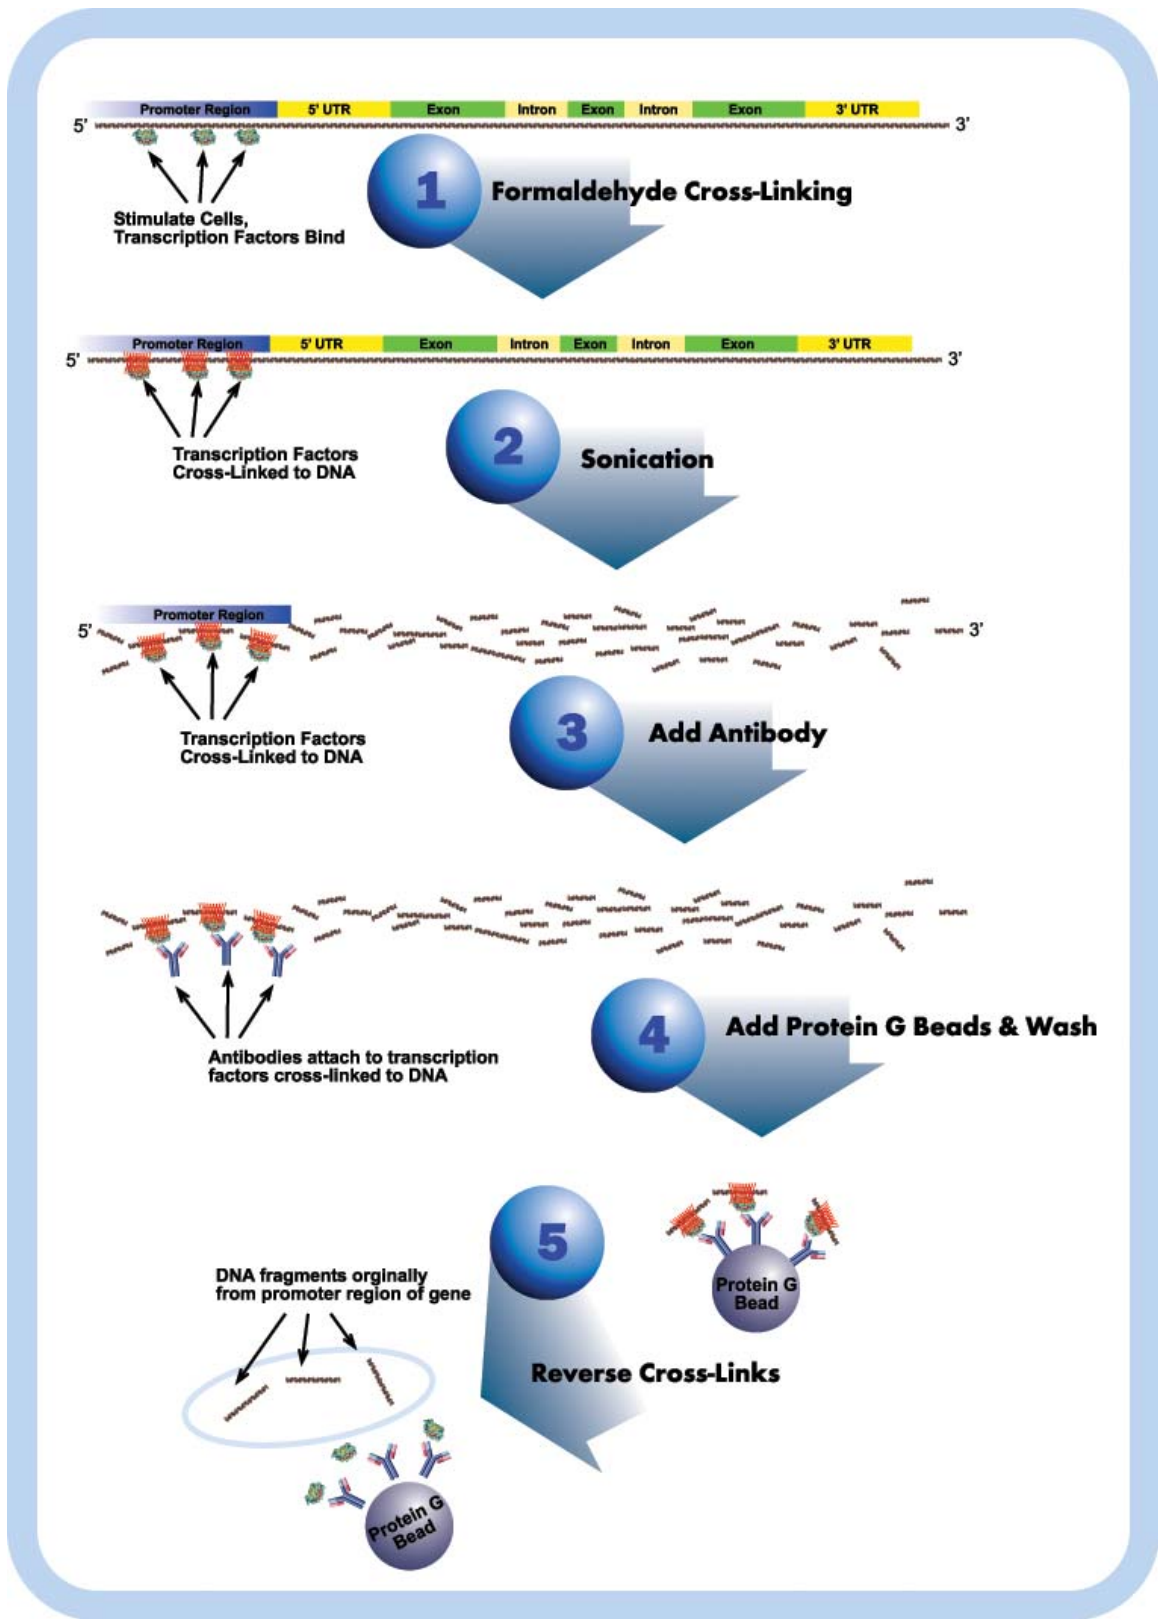 Promoter Region 5' UTR Exon Intron Exon Intron Exon 3' UTR
5' 3'
1 Formaldehyde Cross-Linking
Stimulate Cells,
Transcription Factors Bind
Promoter Region 5' UTR Exon Intron Exon Intron Exon 3' UTR
5' 3'
2 Sonication
Transcription Factors
Cross-Linked to DNA
Promoter Region
5' 3'
3 Add Antibody
Transcription Factors
Cross-Linked to DNA
4 Add Protein G Beads & Wash
Antibodies attach to transcription
factors cross-linked to DNA
5
Protein G
Bead
DNA fragments orginally
from promoter region of gene
Reverse Cross-Links
Protein G
Bead